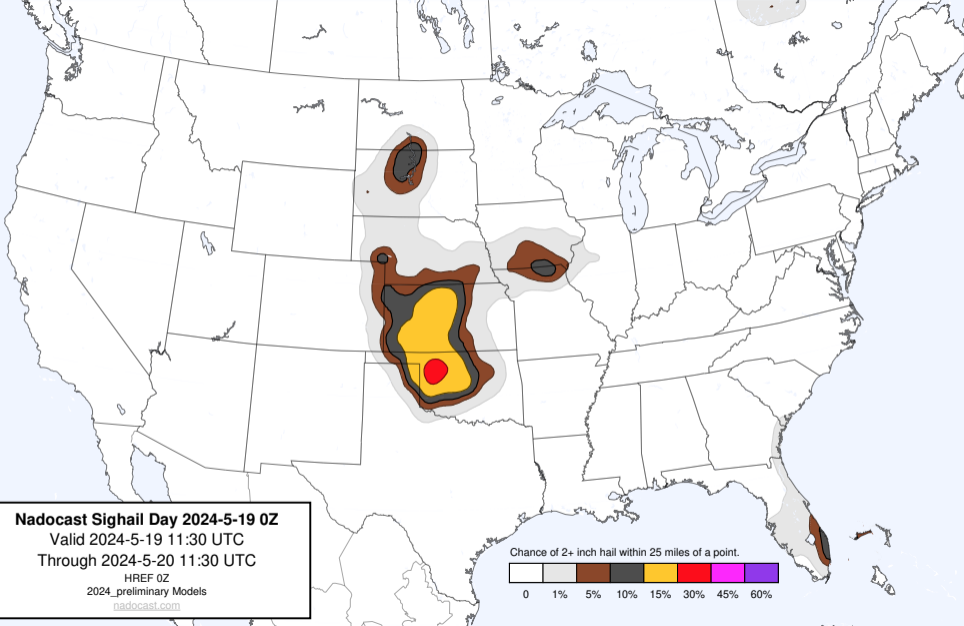 Nadocast Sighail Day 2024-5-19 0Z
Valid 2024-5-19 11:30 UTC
Through 2024-5-20 11:30 UTC
HREF 0Z
2024_preliminary Models
nadocast.com
Chance of 2+ inch hail within 25 miles of a point.
0 1% 5% 10% 15% 30% 45% 60%